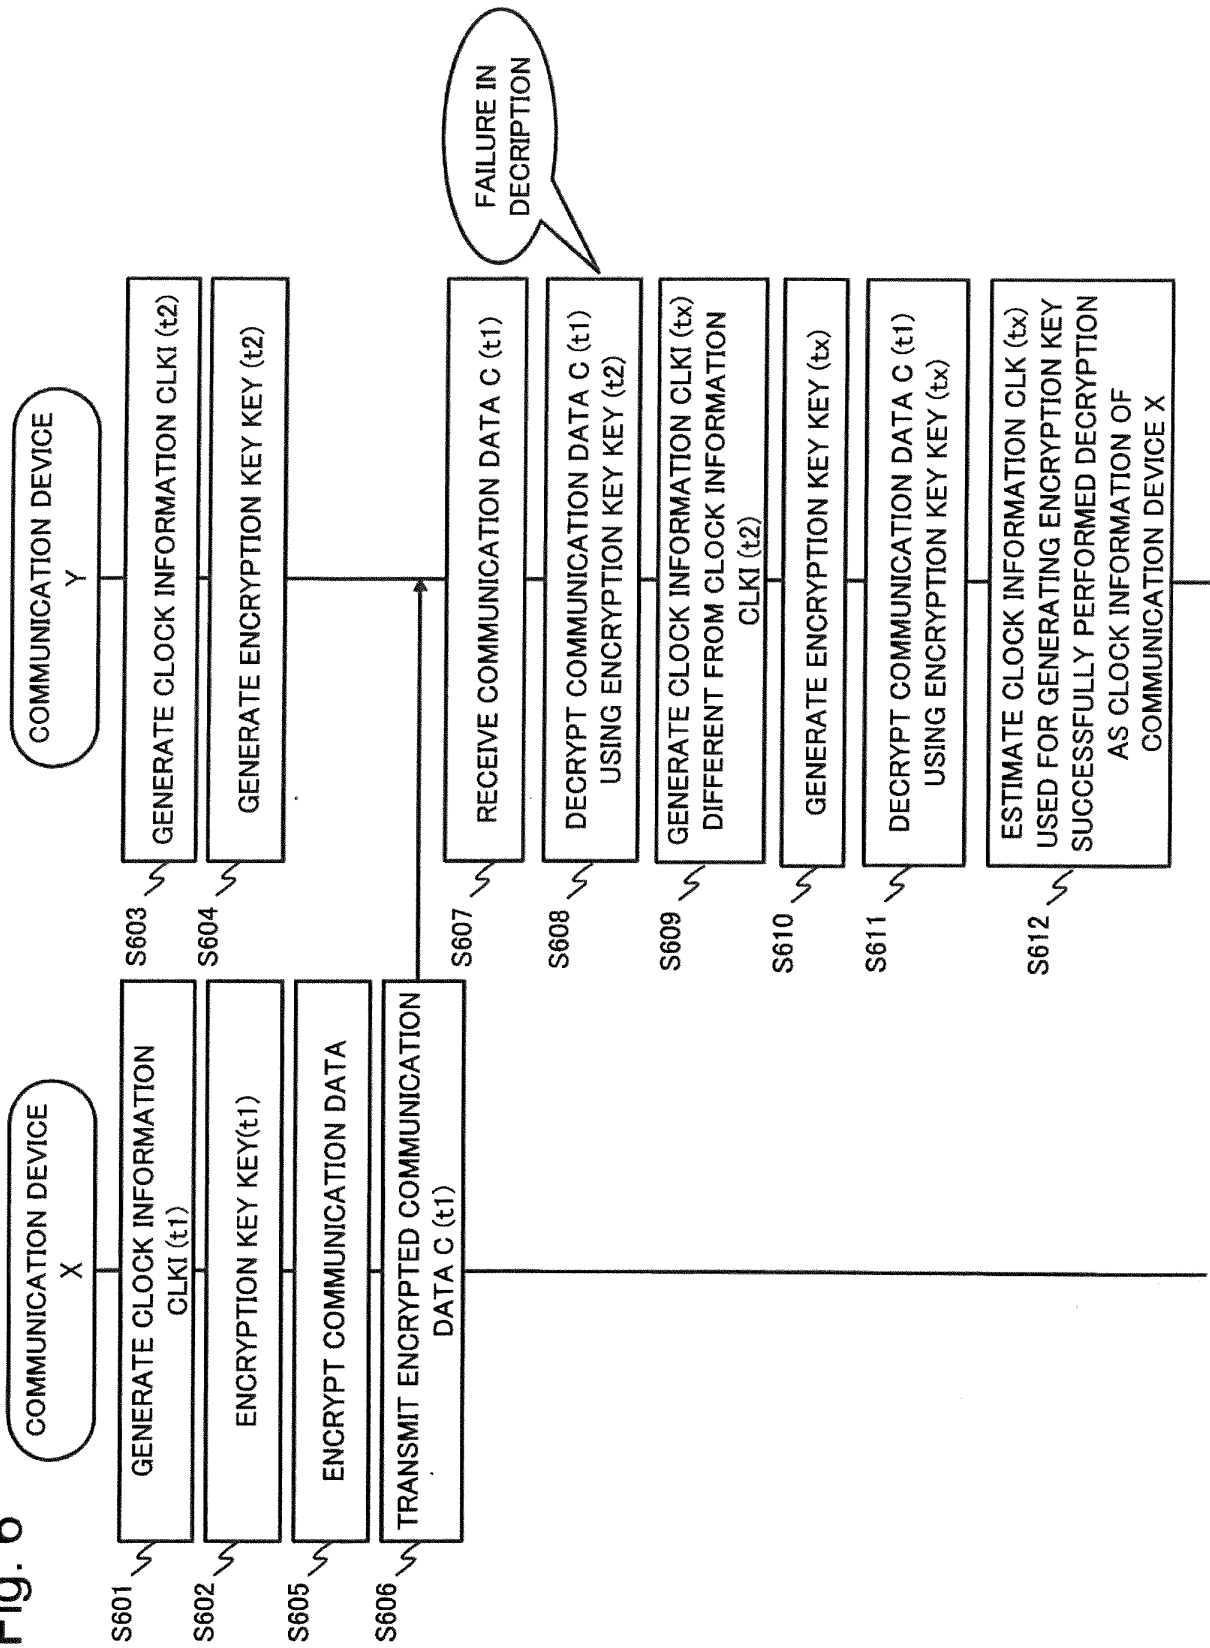 Fig. 6
COMMUNICATION DEVICE
X
S601
GENERATE CLOCK INFORMATION
CLKI (t1)
S602
ENCRYPTION KEY KEY(t1)
S605
ENCRYPT COMMUNICATION DATA
S606
TRANSMIT ENCRYPTED COMMUNICATION
DATA C (t1)
COMMUNICATION DEVICE
Y
S603
GENERATE CLOCK INFORMATION CLKI (t2)
S604
GENERATE ENCRYPTION KEY KEY (t2)
S607
RECEIVE COMMUNICATION DATA C (t1)
S608
DECRYPT COMMUNICATION DATA C (t1)
USING ENCRYPTION KEY KEY (t2)
FAILURE IN
DECRIPTION
S609
GENERATE CLOCK INFORMATION CLKI (tx)
DIFFERENT FROM CLOCK INFORMATION
CLKI (t2)
S610
GENERATE ENCRYPTION KEY KEY (tx)
S611
DECRYPT COMMUNICATION DATA C (t1)
USING ENCRYPTION KEY KEY (tx)
S612
ESTIMATE CLOCK INFORMATION CLK (tx)
USED FOR GENERATING ENCRYPTION KEY
SUCCESSFULLY PERFORMED DECRYPTION
AS CLOCK INFORMATION OF
COMMUNICATION DEVICE X